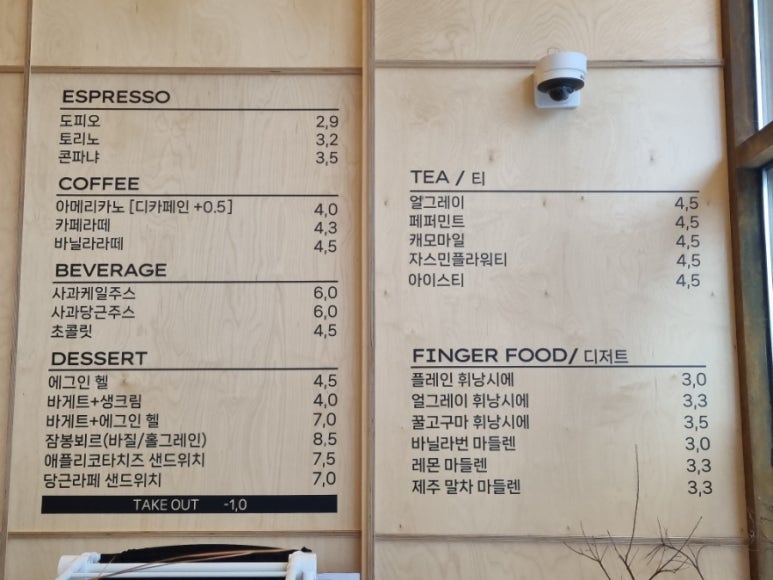 ESPRESSO
도피오 2,9
토리노 3,2
콘파냐 3,5
COFFEE
아메리카노 [디카페인 +0.5] 4,0
카페라떼 4,3
바닐라라떼 4,5
BEVERAGE
사과케일주스 6,0
사과당근주스 6,0
초콜릿 4,5
DESSERT
에그인 헬 4,5
바게트+생크림 4,0
바게트+에그인 헬 7,0
잠봉뵈르(바질/홀그레인) 8,5
애플리코타치즈 샌드위치 7,5
당근라페 샌드위치 7,0
TAKE OUT -1,0
TEA / 티
얼그레이 4,5
페퍼민트 4,5
캐모마일 4,5
자스민플라워티 4,5
아이스티 4,5
FINGER FOOD/ 디저트
플레인 휘낭시에 3,0
얼그레이 휘낭시에 3,3
꿀고구마 휘낭시에 3,5
바닐라번 마들렌 3,0
레몬 마들렌 3,3
제주 말차 마들렌 3,3